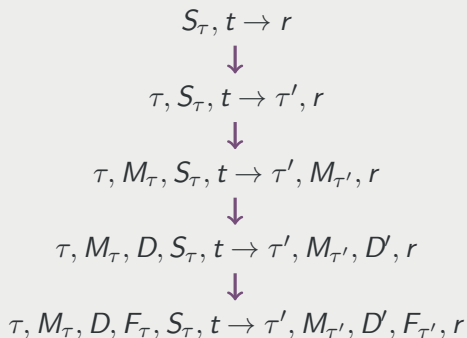 S_τ, t → r
↓
τ, S_τ, t → τ′, r
↓
τ, M_τ, S_τ, t → τ′, M_τ′, r
↓
τ, M_τ, D, S_τ, t → τ′, M_τ′, D′, r
↓
τ, M_τ, D, F_τ, S_τ, t → τ′, M_τ′, D′, F_τ′, r